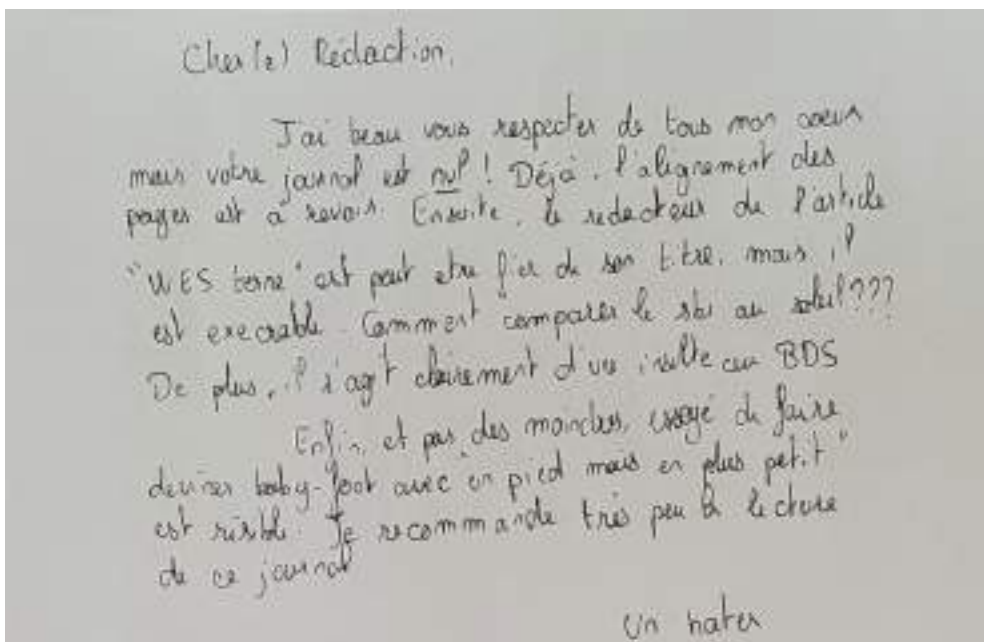 Cher(e) Rédaction,
J'ai beau vous respecter de tous mon coeur
mais votre journal est nul ! Déjà, l'alignement des
pages est à revoir. Ensuite, le redacteur de l'article
"WES terne" est peut etre fier de son titre, mais il
est execrable. Comment comparer le ski au soleil???
De plus, il s'agit clairement d'une insulte au BDS
Enfin, et pas des moindres, essayé de faire
deviner baby-foot avec "un pied mais en plus petit"
est risible. Je recommande très peu la lecture
de ce journal
Un hater